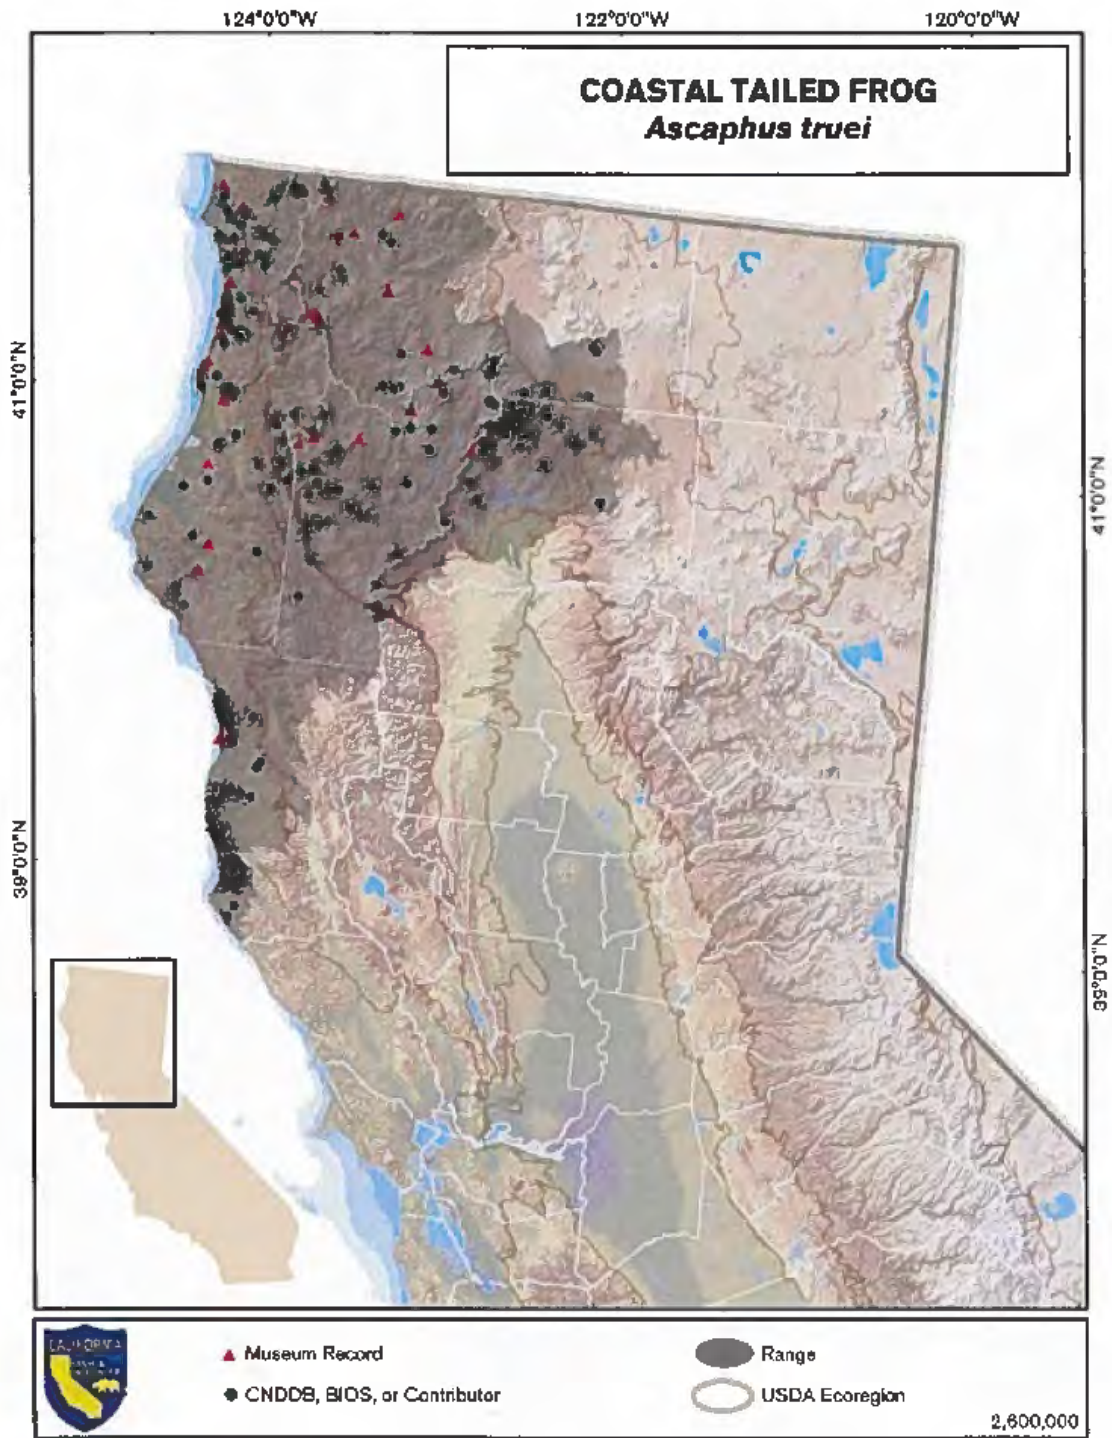 124°0'0"W 122°0'0"W 120°0'0"W
COASTAL TAILED FROG
Ascaphus truei
41°0'0"N
41°0'0"N
39°0'0"N
39°0'0"N
CALIFORNIA
Museum Record
Range
CNDDB, BIOS, or Contributor
USDA Ecoregion
2,600,000